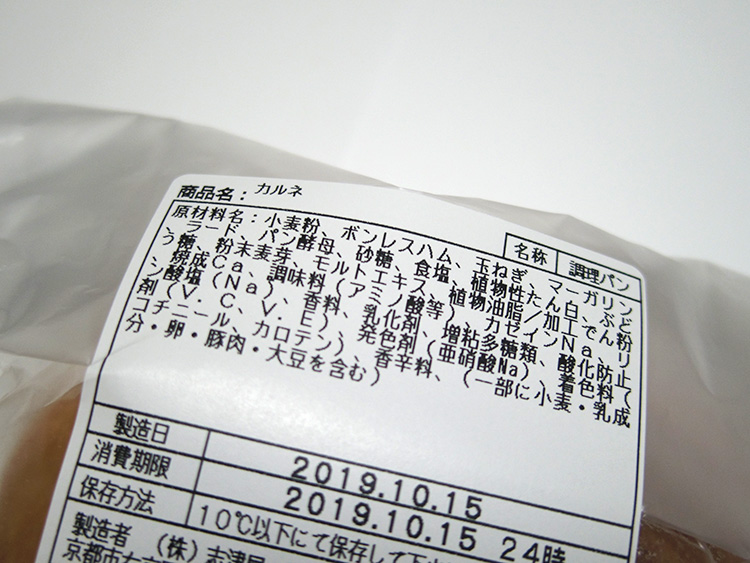 商品名：カルネ
名称 調理パン
原材料名：小麦粉、ボンレスハム、玉ねぎ、マーガリン
ラード、パン酵母、砂糖、食塩、植物性たん白、ぶど
う糖、粉末麦芽、モルトエキス、植物油脂／加工でん粉
焼成Ca、調味料（アミノ酸等）、カゼインNa、リ
ン酸塩（Na）、香料、乳化剤、増粘多糖類、酸化防止
剤（V.C、V.E）、発色剤（亜硝酸Na）、着色料（
コチニール、カロテン）、香辛料、（一部に小麦・乳成
分・卵・豚肉・大豆を含む）
製造日 2019.10.15
消費期限 2019.10.15 24時
保存方法 10℃以下にて保存して下
製造者 （株）志津屋
京都市右京